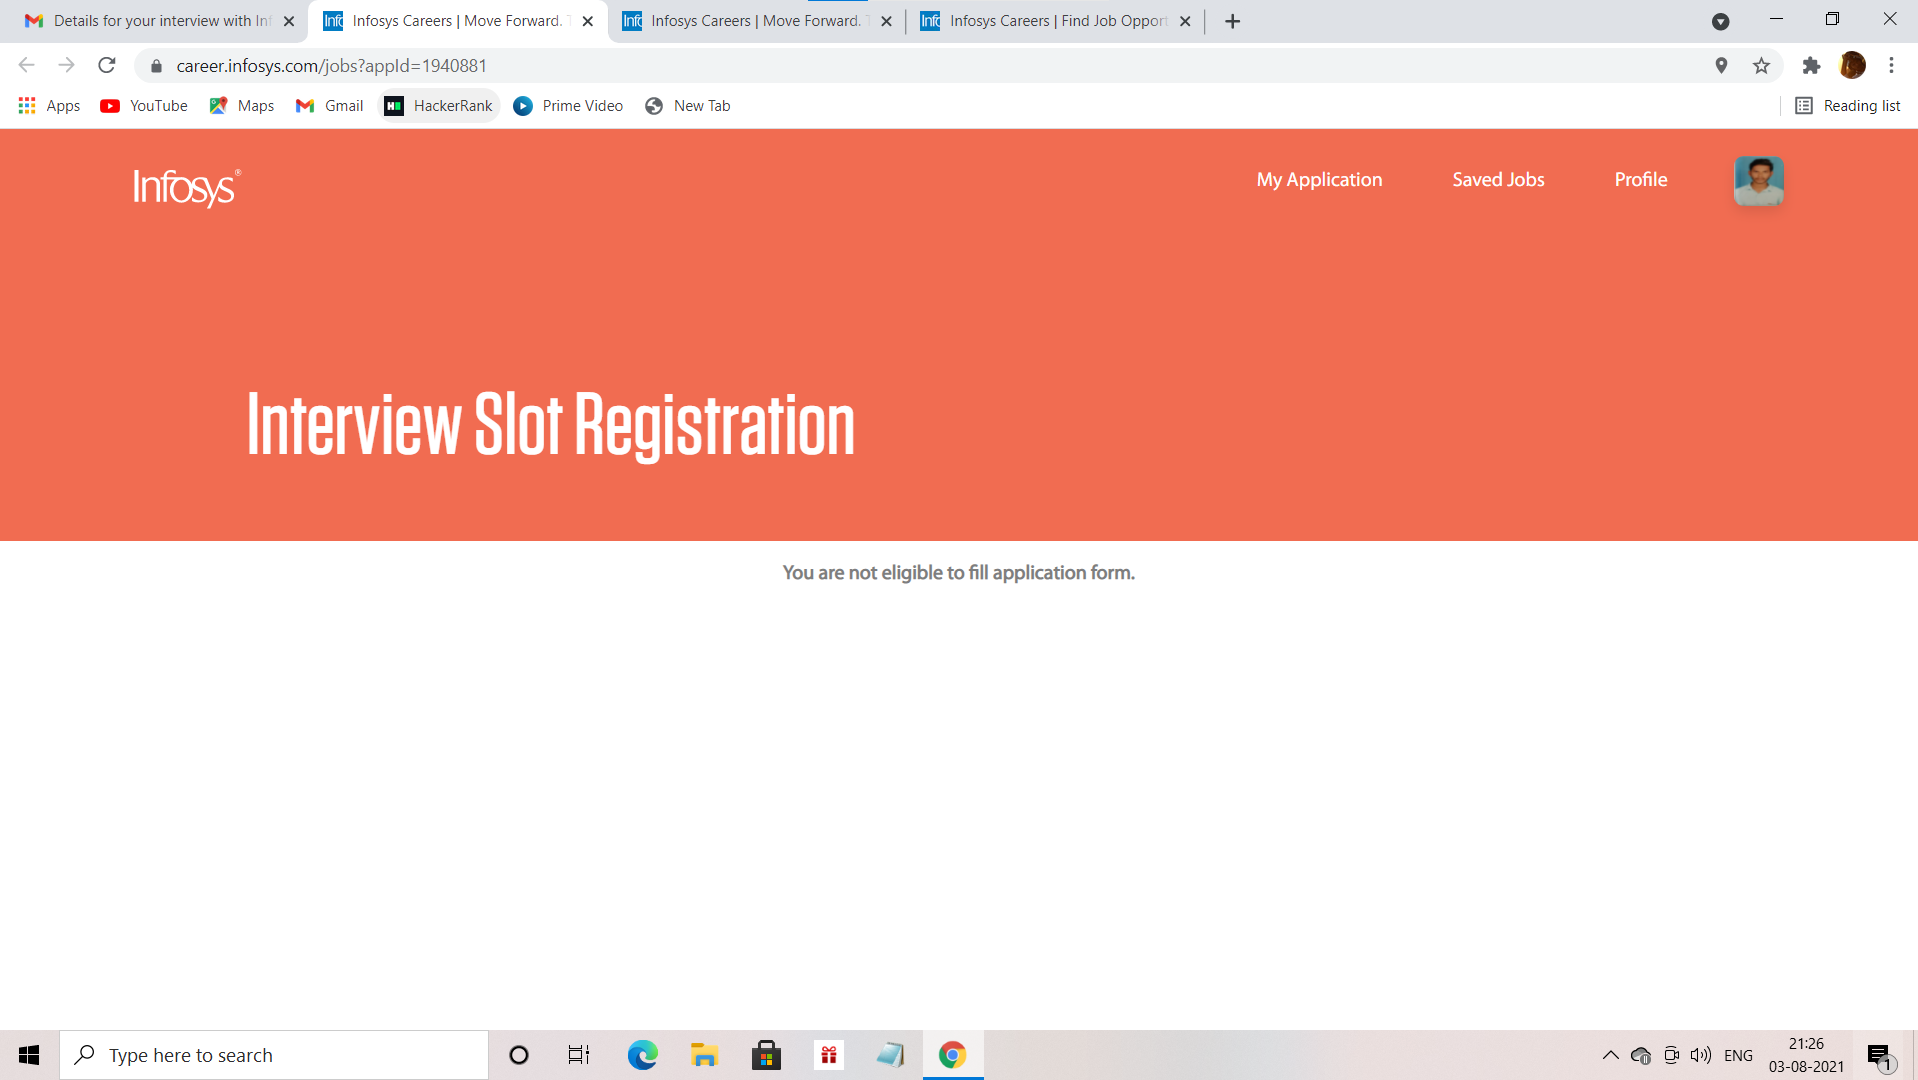 Details for your interview with Inf
Infosys Careers | Move Forward. T
Infosys Careers | Move Forward. T
Infosys Careers | Find Job Opport
career.infosys.com/jobs?appId=1940881
Apps
YouTube
Maps
Gmail
HackerRank
Prime Video
New Tab
Reading list
Infosys®
My Application
Saved Jobs
Profile
Interview Slot Registration
You are not eligible to fill application form.
Type here to search
ENG
21:26
03-08-2021
1